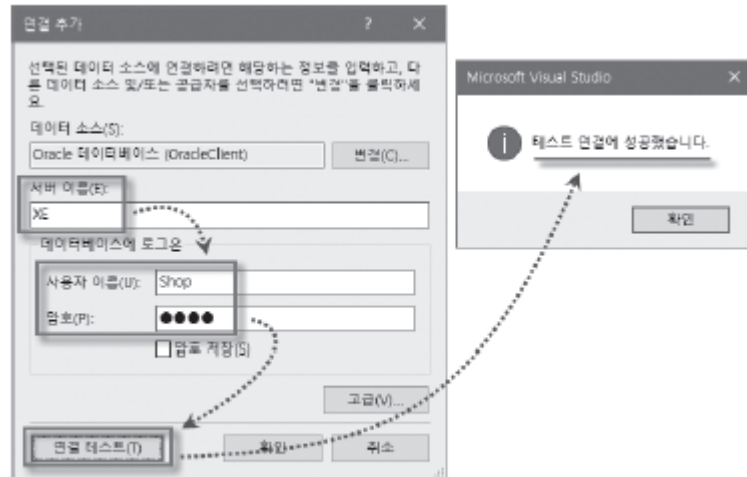 연결 추가
? ×
선택된 데이터 소스에 연결하려면 해당하는 정보를 입력하고, 다
른 데이터 소스 및/또는 공급자를 선택하려면 "변경"을 클릭하세
요.
데이터 소스(S):
Oracle 데이터베이스 (OracleClient)
변경(C)...
서버 이름(E):
XE
데이터베이스에 로그온
사용자 이름(U):
Shop
암호(P):
●●●●
암호 저장(S)
고급(V)...
연결 테스트(T)
확인
취소
Microsoft Visual Studio
×
i
테스트 연결에 성공했습니다.
확인